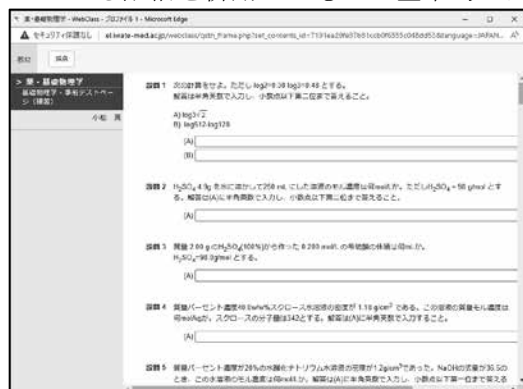 薬・基礎物理学 - WebClass - プロファイル 1 - Microsoft Edge
セキュリティ保護なし
教材
採点
> 薬・基礎物理学
基礎物理学・事前テストページ (練習)
小松
設問 1 次の計算をせよ。ただし log2=0.30 log3=0.48 とする。
解答は半角英数で入力し、小数点以下第二位まで答えること。
A) log3√2
B) log512-log128
(A)
(B)
設問 2 H₂SO₄ 4.9g を水に溶かして250 mL にした溶液のモル濃度は何mol/Lか。ただしH₂SO₄ = 98 g/mol とす
る。解答は(A)に半角英数で入力し、小数点以下第二位まで答えること。
(A)
設問 3 質量 2.00 g のH₂SO₄(100%)から作った 0.200 mol/L の希硫酸の体積は何mLか。
H₂SO₄=98.0g/mol とする。
(A)
設問 4 質量パーセント濃度40.0w/w%スクロース水溶液の密度が 1.18 g/cm³ である。この溶液の質量モル濃度は
何mol/kgか。スクロースの分子量は342とする。解答は(A)に半角英数で入力すること。
(A)
設問 5 質量パーセント濃度が20%の水酸化ナトリウム水溶液の密度が1.2g/cm³であった。NaOHの式量が
とき、この水溶液のモル濃度は何mol/Lか。解答は(A)に半角英数で入力し、小数点以下第一位まで答える